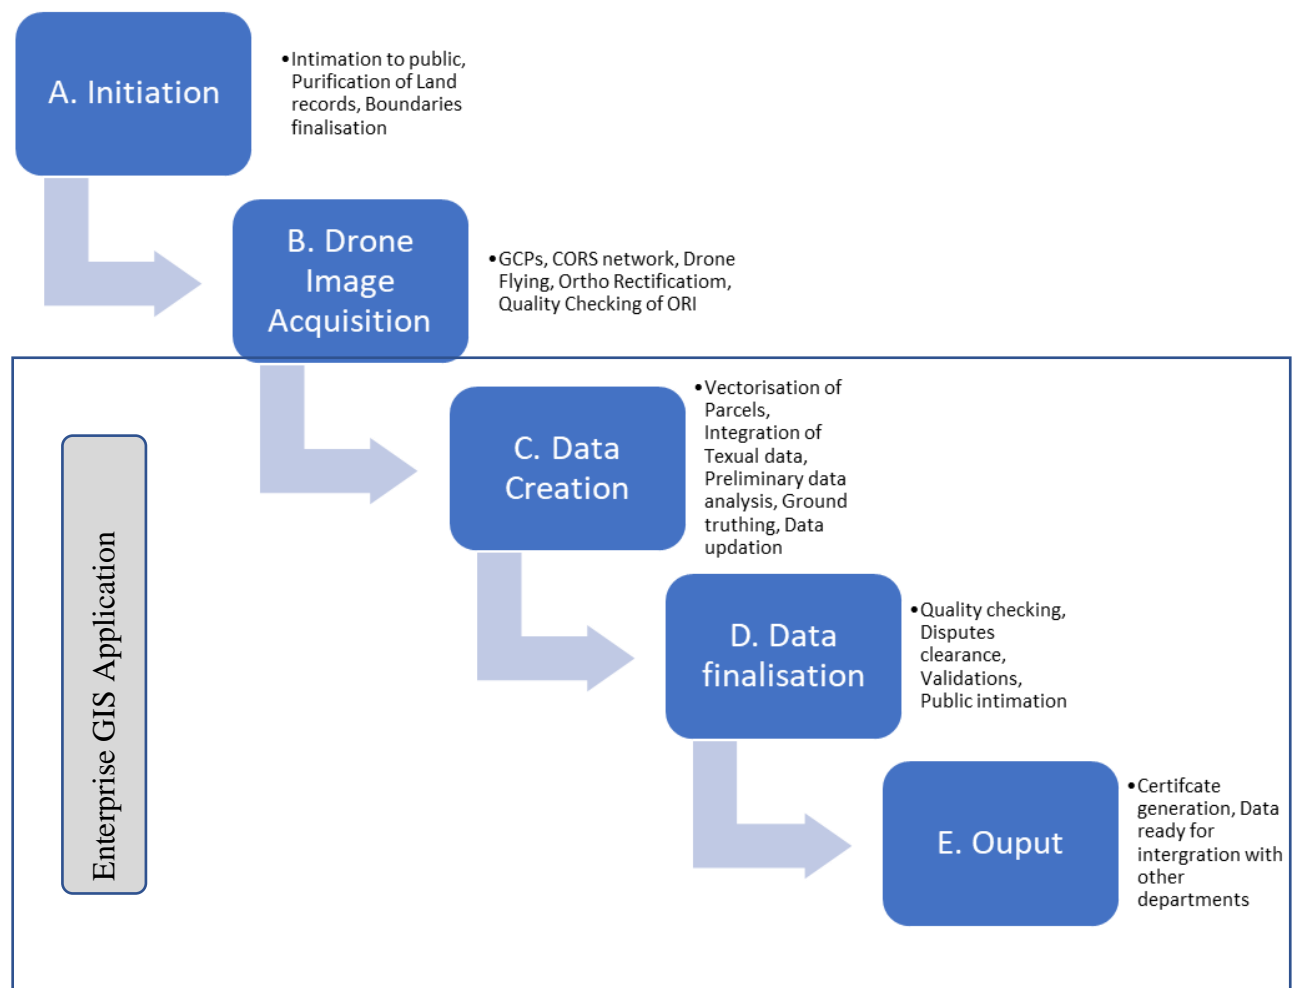 A. Initiation
•Intimation to public,
Purification of Land
records, Boundaries
finalisation
B. Drone
Image
Acquisition
•GCPs, CORS network, Drone
Flying, Ortho Rectificatiom,
Quality Checking of ORI
Enterprise GIS Application
C. Data
Creation
•Vectorisation of
Parcels,
Integration of
Texual data,
Preliminary data
analysis, Ground
truthing, Data
updation
D. Data
finalisation
•Quality checking,
Disputes
clearance,
Validations,
Public intimation
E. Ouput
•Certifcate
generation, Data
ready for
intergration with
other
departments